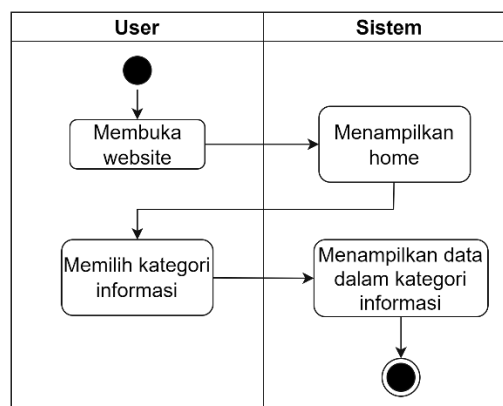 User
Sistem
Membuka
website
Menampilkan
home
Memilih kategori
informasi
Menampilkan data
dalam kategori
informasi